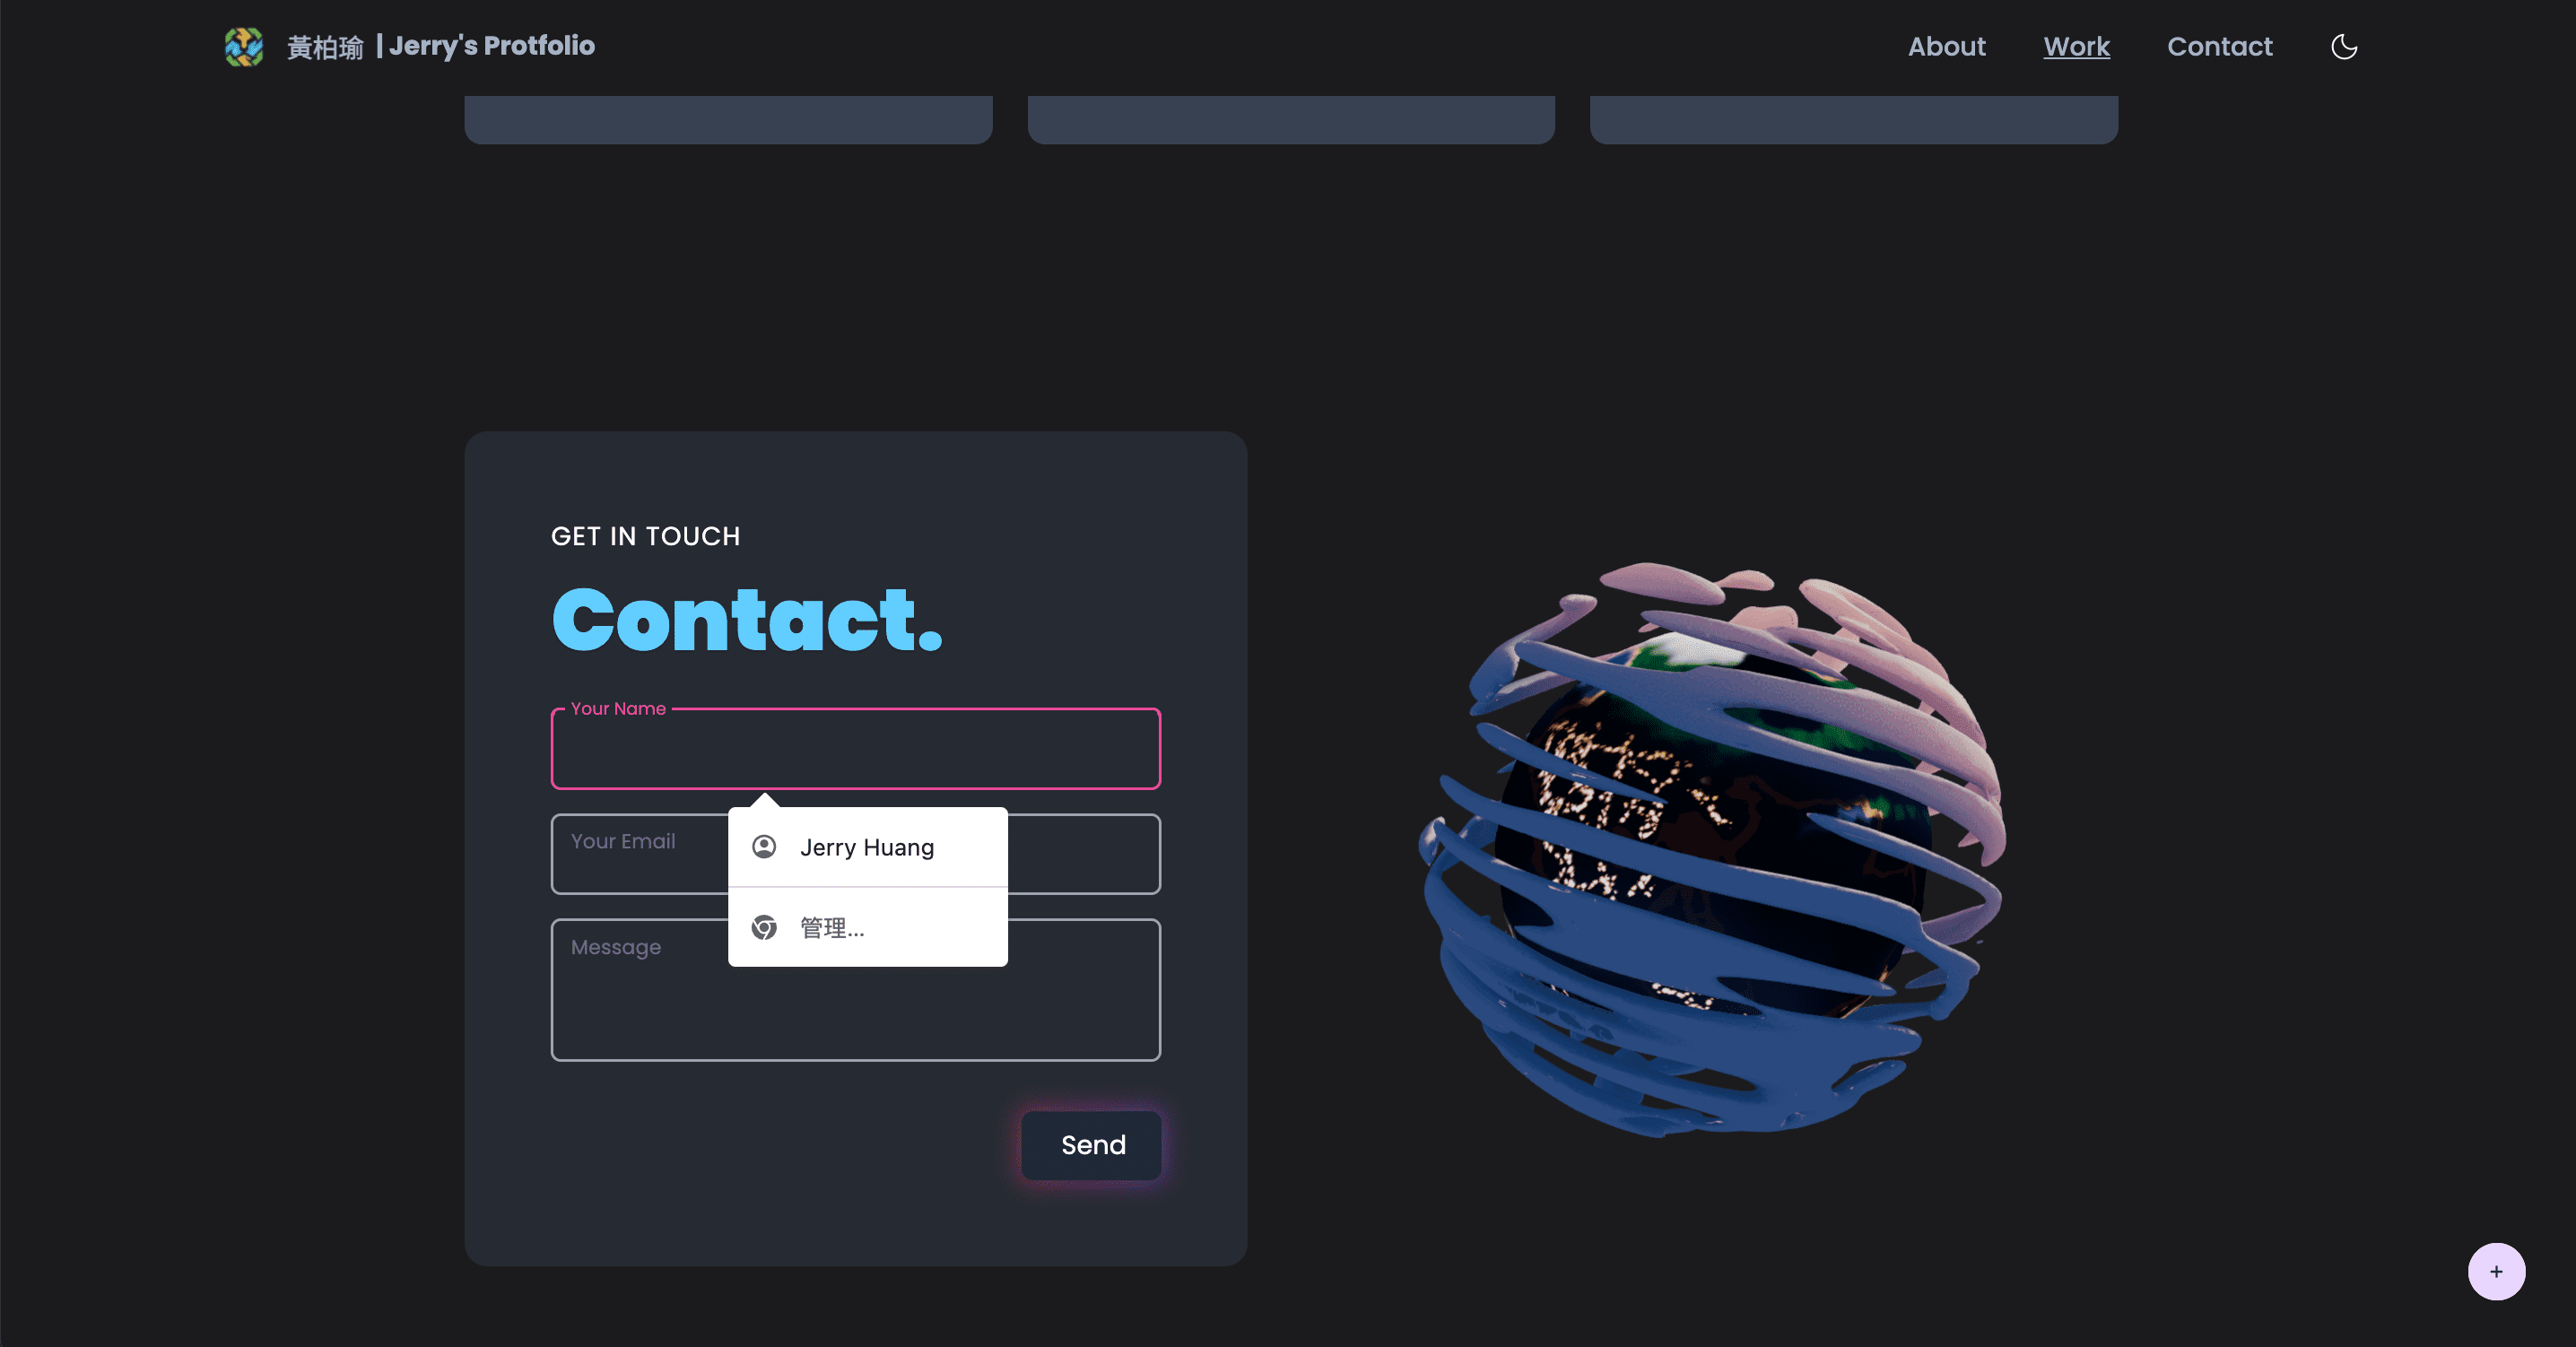 黃柏瑜 | Jerry's Protfolio
About
Work
Contact
GET IN TOUCH
Contact.
Your Name
Your Email
Jerry Huang
管理...
Message
Send
+